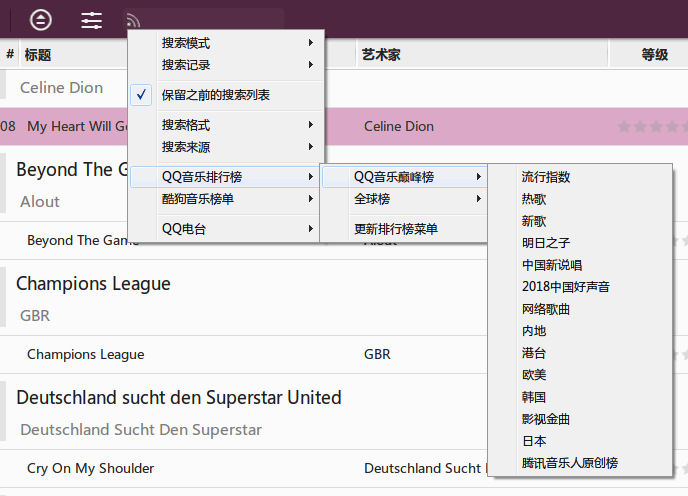 # 标题 艺术家 等级
Celine Dion
08 My Heart Will Go Celine Dion
Beyond The G
Alout
Beyond The Game About
Champions League
GBR
Champions League GBR
Deutschland sucht den Superstar United
Deutschland Sucht Den Superstar
Cry On My Shoulder Deutschland Sucht
搜索模式
搜索记录
保留之前的搜索列表
搜索格式
搜索来源
QQ音乐排行榜
酷狗音乐榜单
QQ电台
QQ音乐巅峰榜
全球榜
更新排行榜菜单
流行指数
热歌
新歌
明日之子
中国新说唱
2018中国好声音
网络歌曲
内地
港台
欧美
韩国
影视金曲
日本
腾讯音乐人原创榜